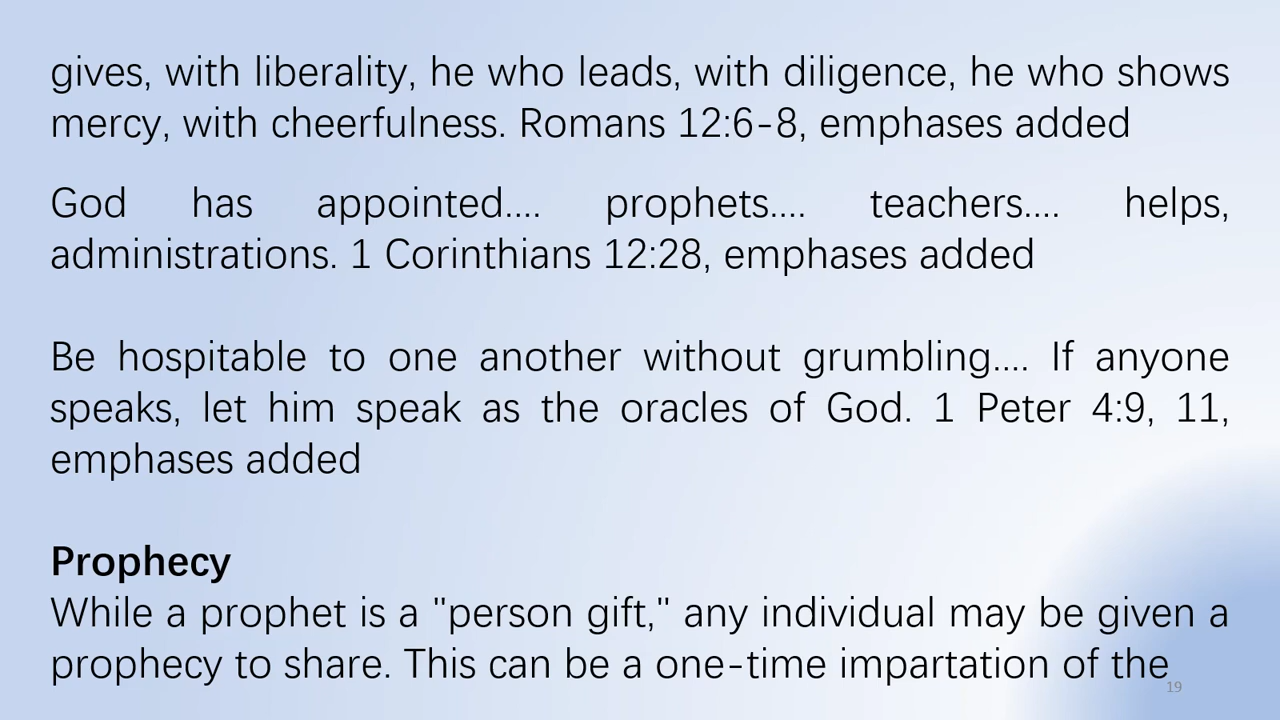 gives, with liberality, he who leads, with diligence, he who shows
mercy, with cheerfulness. Romans 12:6-8, emphases added
God has appointed.... prophets.... teachers.... helps,
administrations. 1 Corinthians 12:28, emphases added
Be hospitable to one another without grumbling.... If anyone
speaks, let him speak as the oracles of God. 1 Peter 4:9, 11,
emphases added
Prophecy
While a prophet is a "person gift," any individual may be given a
prophecy to share. This can be a one-time impartation of the
19